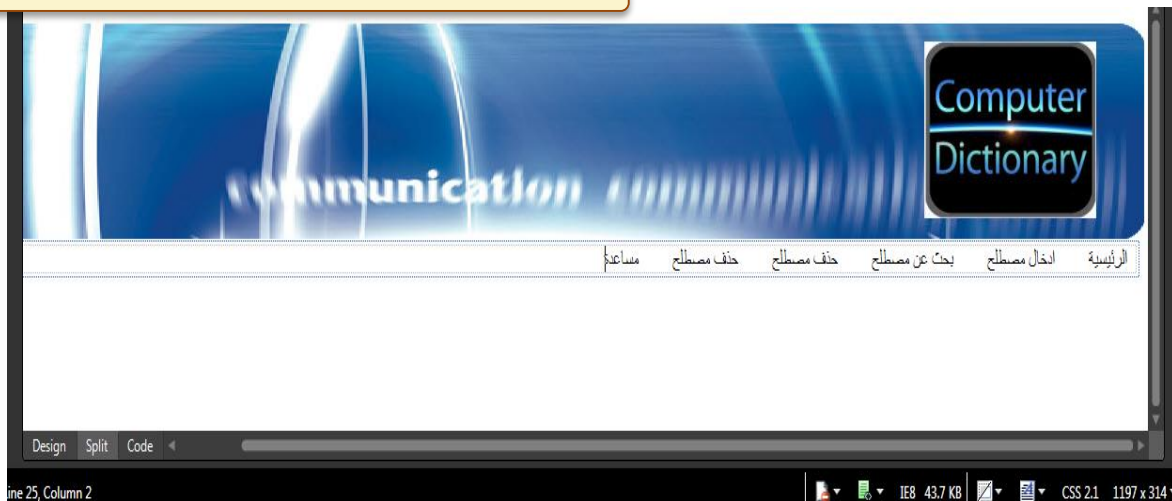 Computer
Dictionary
communication
الرئيسية ادخال مصطلح بحث عن مصطلح حذف مصطلح حذف مصطلح مساعدة
Design Split Code
ine 25, Column 2 IE8 43.7 KB CSS 2.1 1197 x 314